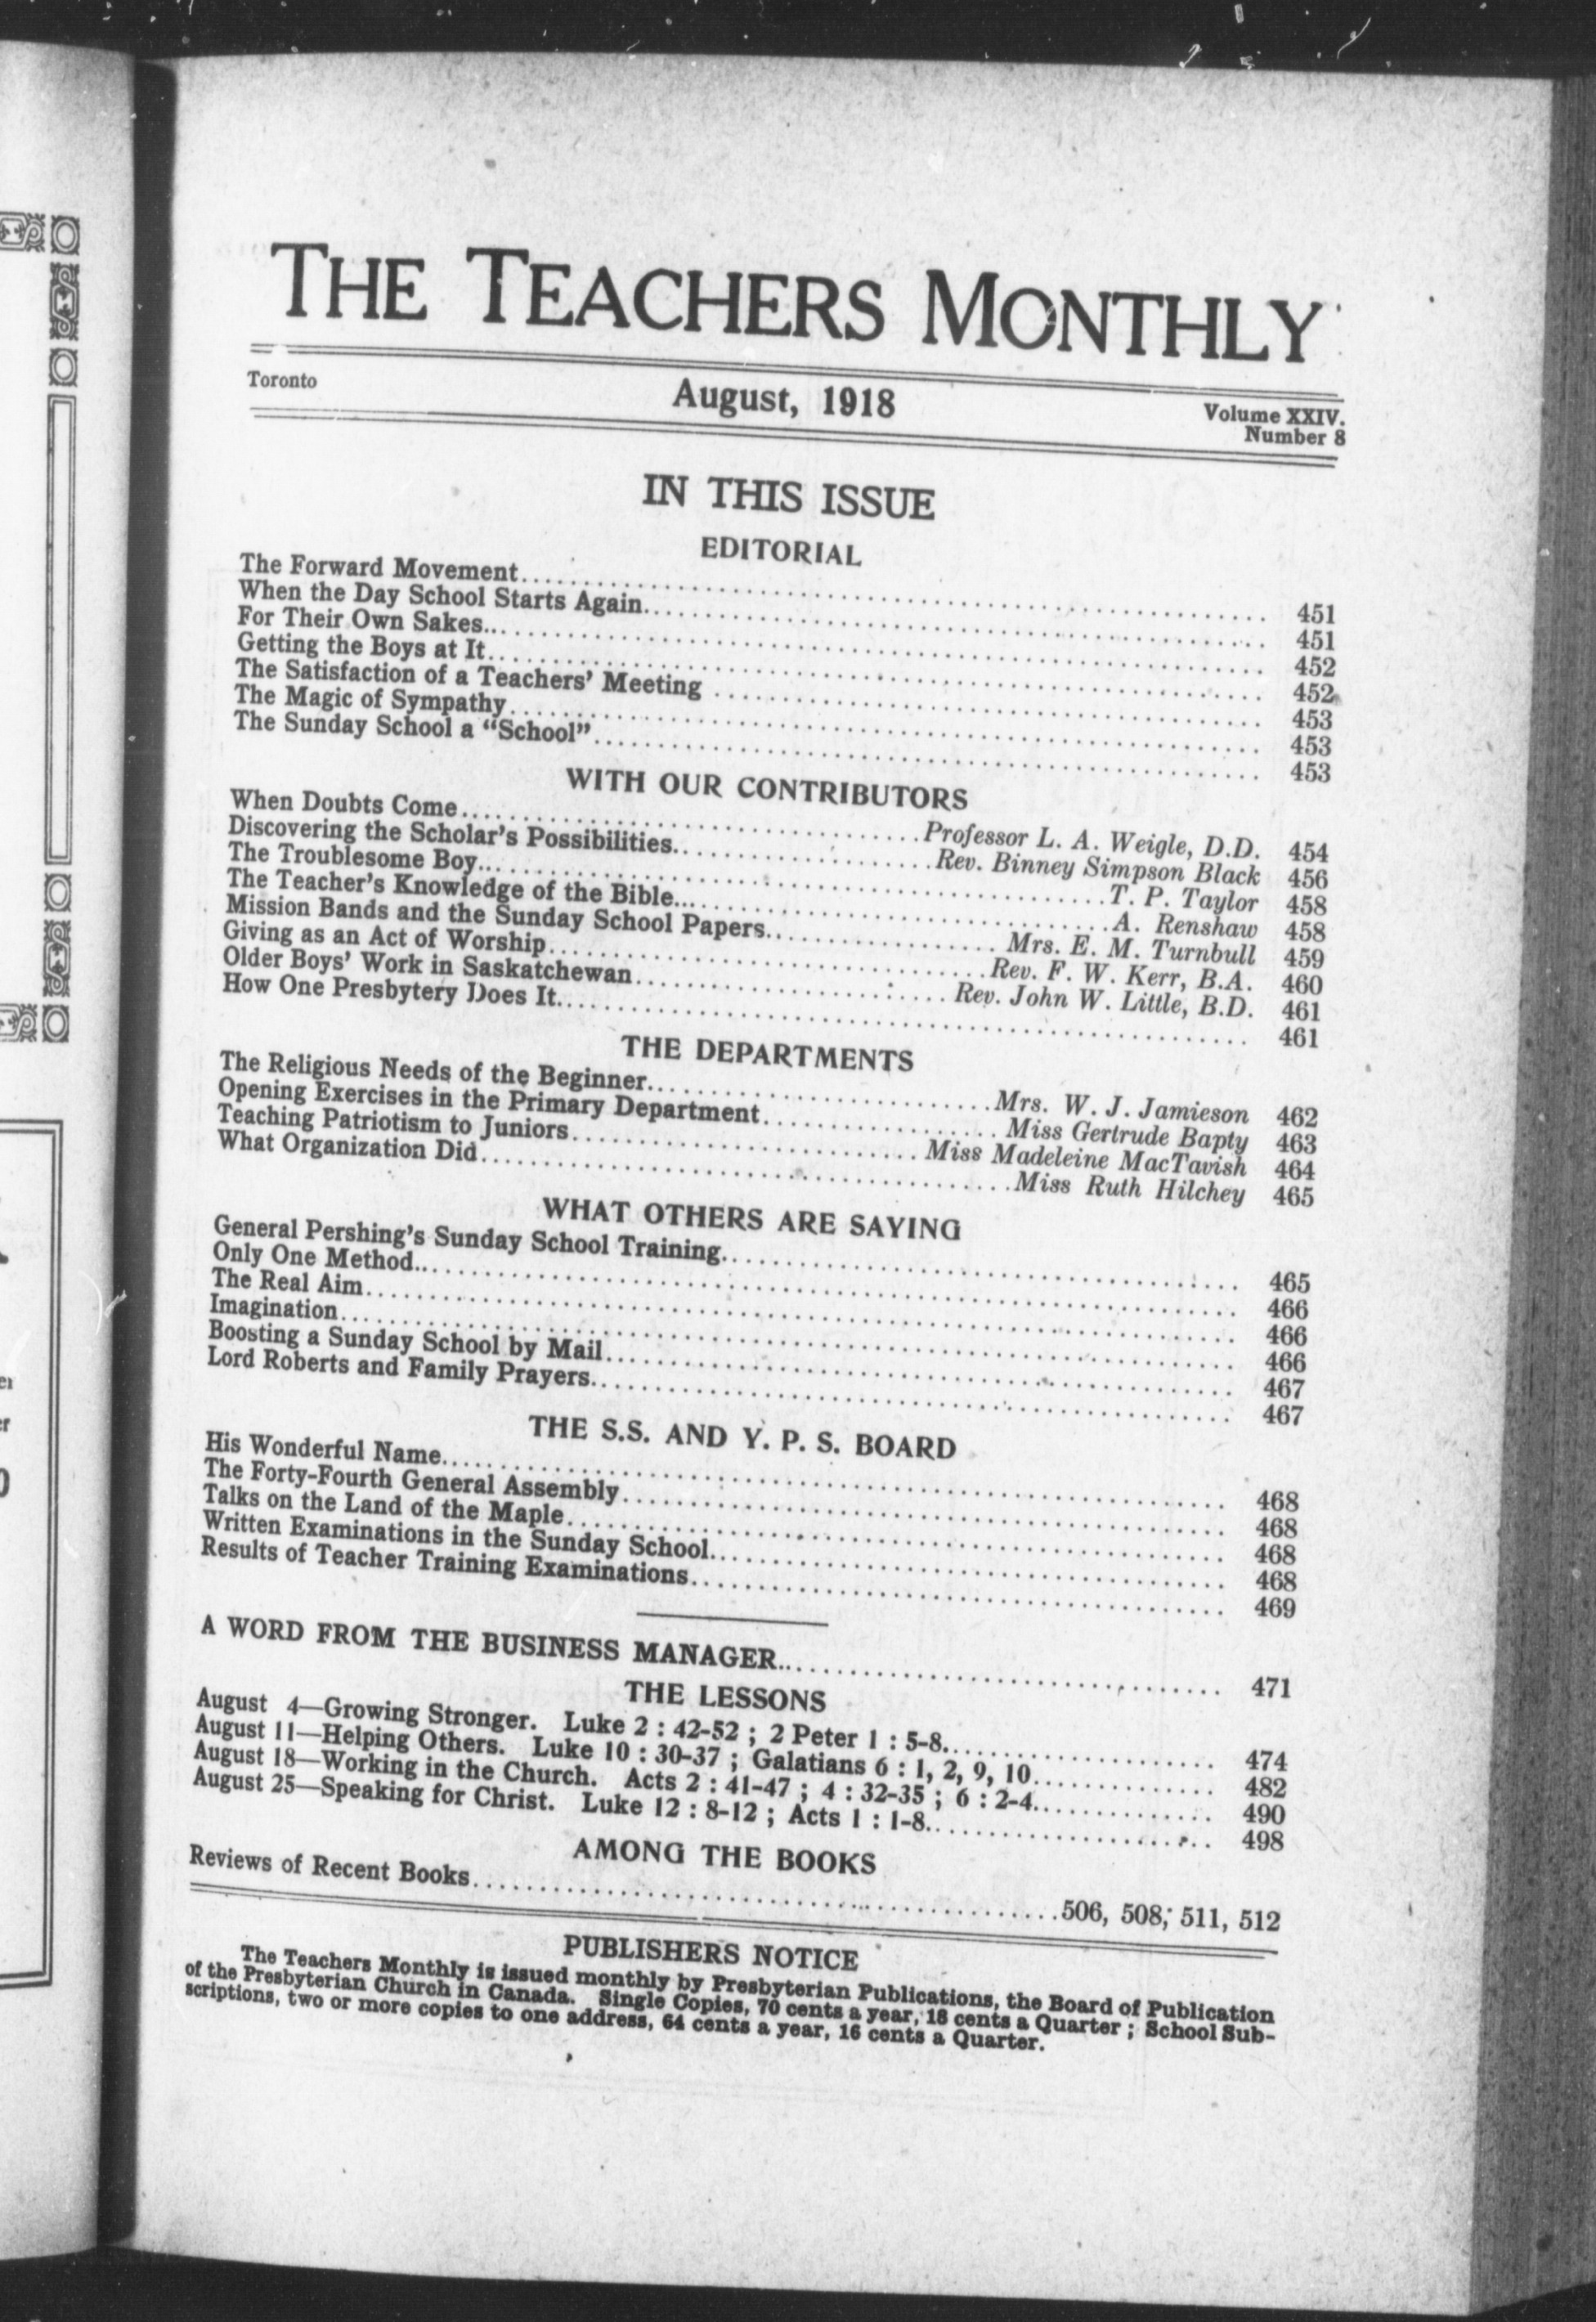 THE TEACHERS MONTHLY
Toronto August, 1918 Volume XXIV.
Number 8
IN THIS ISSUE
EDITORIAL
The Forward Movement 451
When the Day School Starts Again 451
For Their Own Sakes 452
Getting the Boys at It 452
The Satisfaction of a Teachers' Meeting 453
The Magic of Sympathy 453
The Sunday School a "School" 453
WITH OUR CONTRIBUTORS
When Doubts Come Professor L. A. Weigle, D.D. 454
Discovering the Scholar's Possibilities Rev. Binney Simpson Black 456
The Troublesome Boy T. P. Taylor 458
The Teacher's Knowledge of the Bible A. Renshaw 458
Mission Bands and the Sunday School Papers Mrs. E. M. Turnbull 459
Giving as an Act of Worship Rev. F. W. Kerr, B.A. 460
Older Boys' Work in Saskatchewan Rev. John W. Little, B.D. 461
How One Presbytery Does It 461
THE DEPARTMENTS
The Religious Needs of the Beginner Mrs. W. J. Jamieson 462
Opening Exercises in the Primary Department Miss Gertrude Bapty 463
Teaching Patriotism to Juniors Miss Madeleine MacTavish 464
What Organization Did Miss Ruth Hilchey 465
WHAT OTHERS ARE SAYING
General Pershing's Sunday School Training 465
Only One Method 466
The Real Aim 466
Imagination 466
Boosting a Sunday School by Mail 467
Lord Roberts and Family Prayers 467
THE S.S. AND Y. P. S. BOARD
His Wonderful Name 468
The Forty-Fourth General Assembly 468
Talks on the Land of the Maple 468
Written Examinations in the Sunday School 468
Results of Teacher Training Examinations 469
A WORD FROM THE BUSINESS MANAGER 471
THE LESSONS
August 4—Growing Stronger. Luke 2 : 42-52 ; 2 Peter 1 : 5-8 474
August 11—Helping Others. Luke 10 : 30-37 ; Galatians 6 : 1, 2, 9, 10 482
August 18—Working in the Church. Acts 2 : 41-47 ; 4 : 32-35 ; 6 : 2-4 490
August 25—Speaking for Christ. Luke 12 : 8-12 ; Acts 1 : 1-8 498
AMONG THE BOOKS
Reviews of Recent Books 506, 508, 511, 512
PUBLISHERS NOTICE
The Teachers Monthly is issued monthly by Presbyterian Publications, the Board of Publication
of the Presbyterian Church in Canada. Single Copies, 70 cents a year, 18 cents a Quarter ; School Sub-
scriptions, two or more copies to one address, 64 cents a year, 16 cents a Quarter.